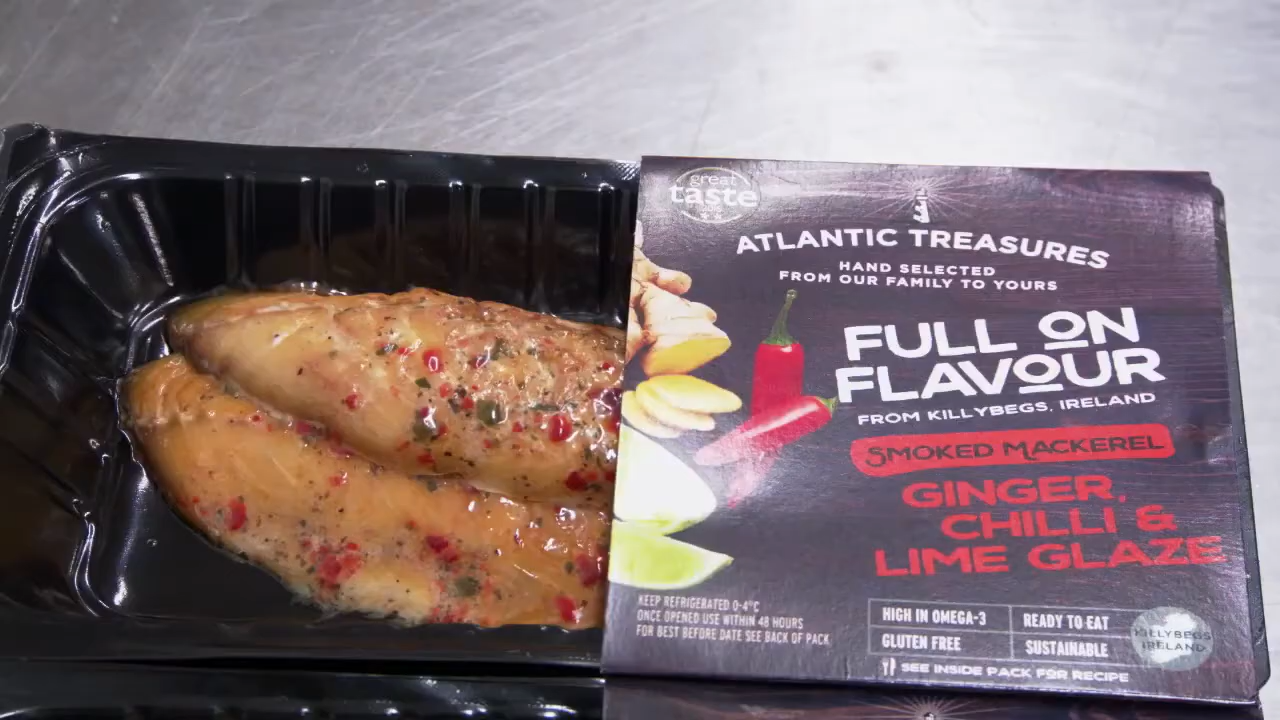 great
taste
ATLANTIC TREASURES
HAND SELECTED
FROM OUR FAMILY TO YOURS
FULL ON
FLAVOUR
FROM KILLYBEGS, IRELAND
SMOKED MACKEREL
GINGER,
CHILLI &
LIME GLAZE
KEEP REFRIGERATED 0-4°C
ONCE OPENED USE WITHIN 48 HOURS
FOR BEST BEFORE DATE SEE BACK OF PACK
HIGH IN OMEGA-3
READY TO EAT
GLUTEN FREE
SUSTAINABLE
KILLYBEGS
IRELAND
SEE INSIDE PACK FOR RECIPE